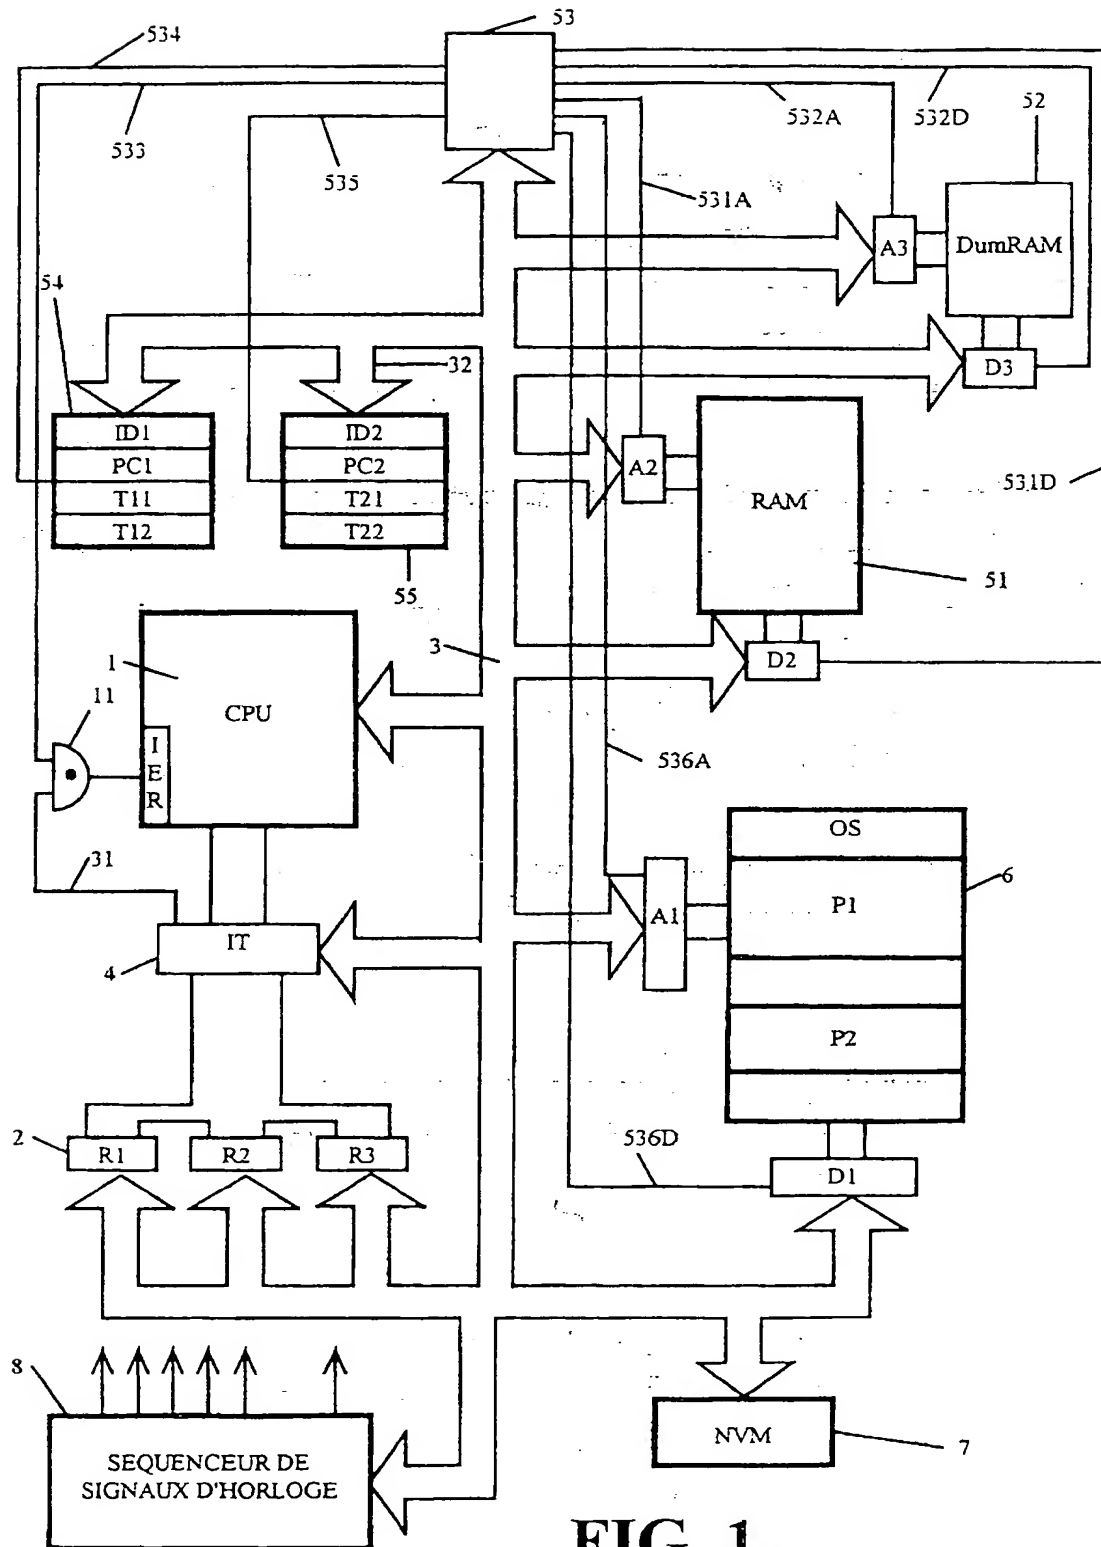 53
534
533
535
532A
532D
52
531A
A3
DumRAM
54
32
D3
ID1
ID2
PC1
PC2
A2
T11
T21
RAM
531D
T12
T22
55
51
1
3
D2
11
CPU
I
E
R
536A
OS
31
6
A1
P1
IT
4
P2
2
R1
R2
R3
536D
D1
8
SEQUENCEUR DE
SIGNAUX D'HORLOGE
NVM
7
FIG. 1